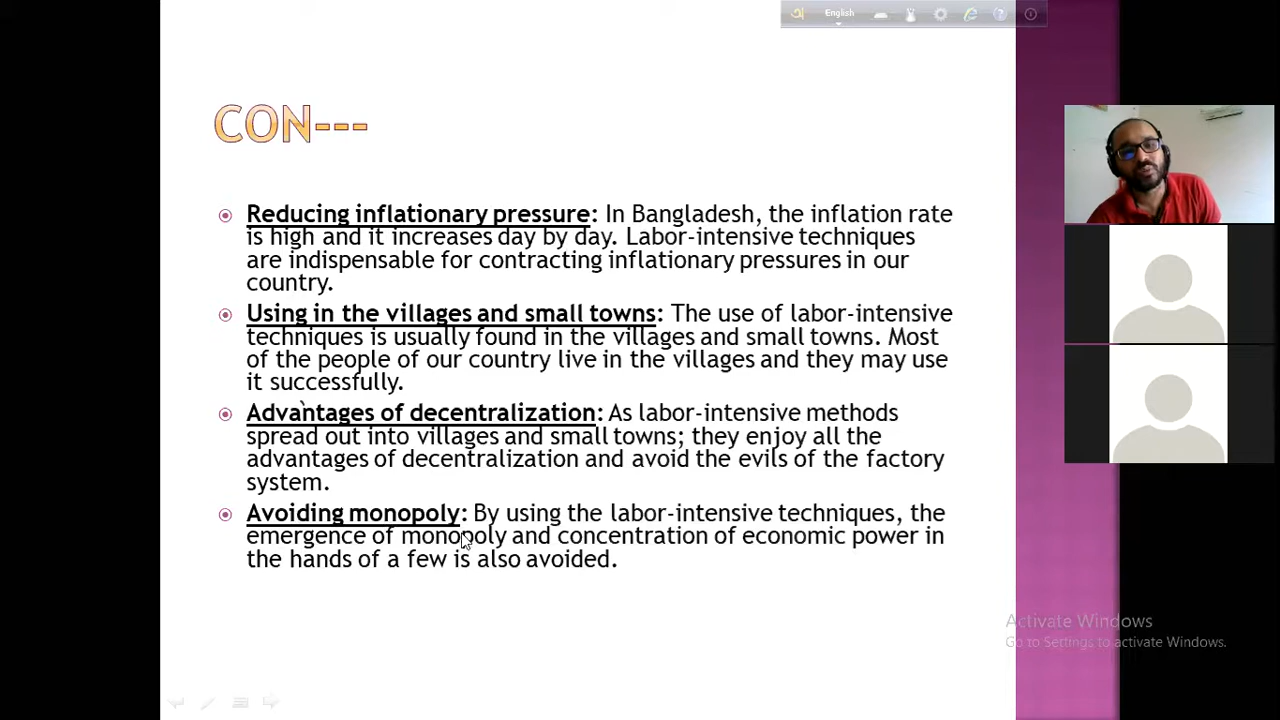 English
CON---
Reducing inflationary pressure: In Bangladesh, the inflation rate
is high and it increases day by day. Labor-intensive techniques
are indispensable for contracting inflationary pressures in our
country.
Using in the villages and small towns: The use of labor-intensive
techniques is usually found in the villages and small towns. Most
of the people of our country live in the villages and they may use
it successfully.
Advantages of decentralization: As labor-intensive methods
spread out into villages and small towns; they enjoy all the
advantages of decentralization and avoid the evils of the factory
system.
Avoiding monopoly: By using the labor-intensive techniques, the
emergence of monopoly and concentration of economic power in
the hands of a few is also avoided.
Activate Windows
Go to Settings to activate Windows.